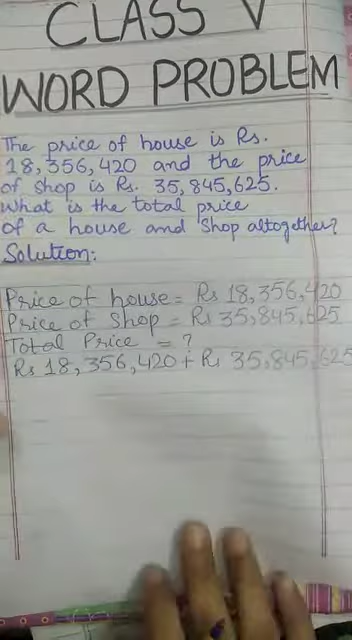 CLASS V
WORD PROBLEM
The price of house is Rs.
18,356,420 and the price
of shop is Rs. 35,845,625.
What is the total price
of a house and shop altogether?
Solution:
Price of house = Rs 18,356,420
Price of Shop = Rs 35,845,625
Total Price = ?
Rs 18,356,420 + Rs 35,845,625